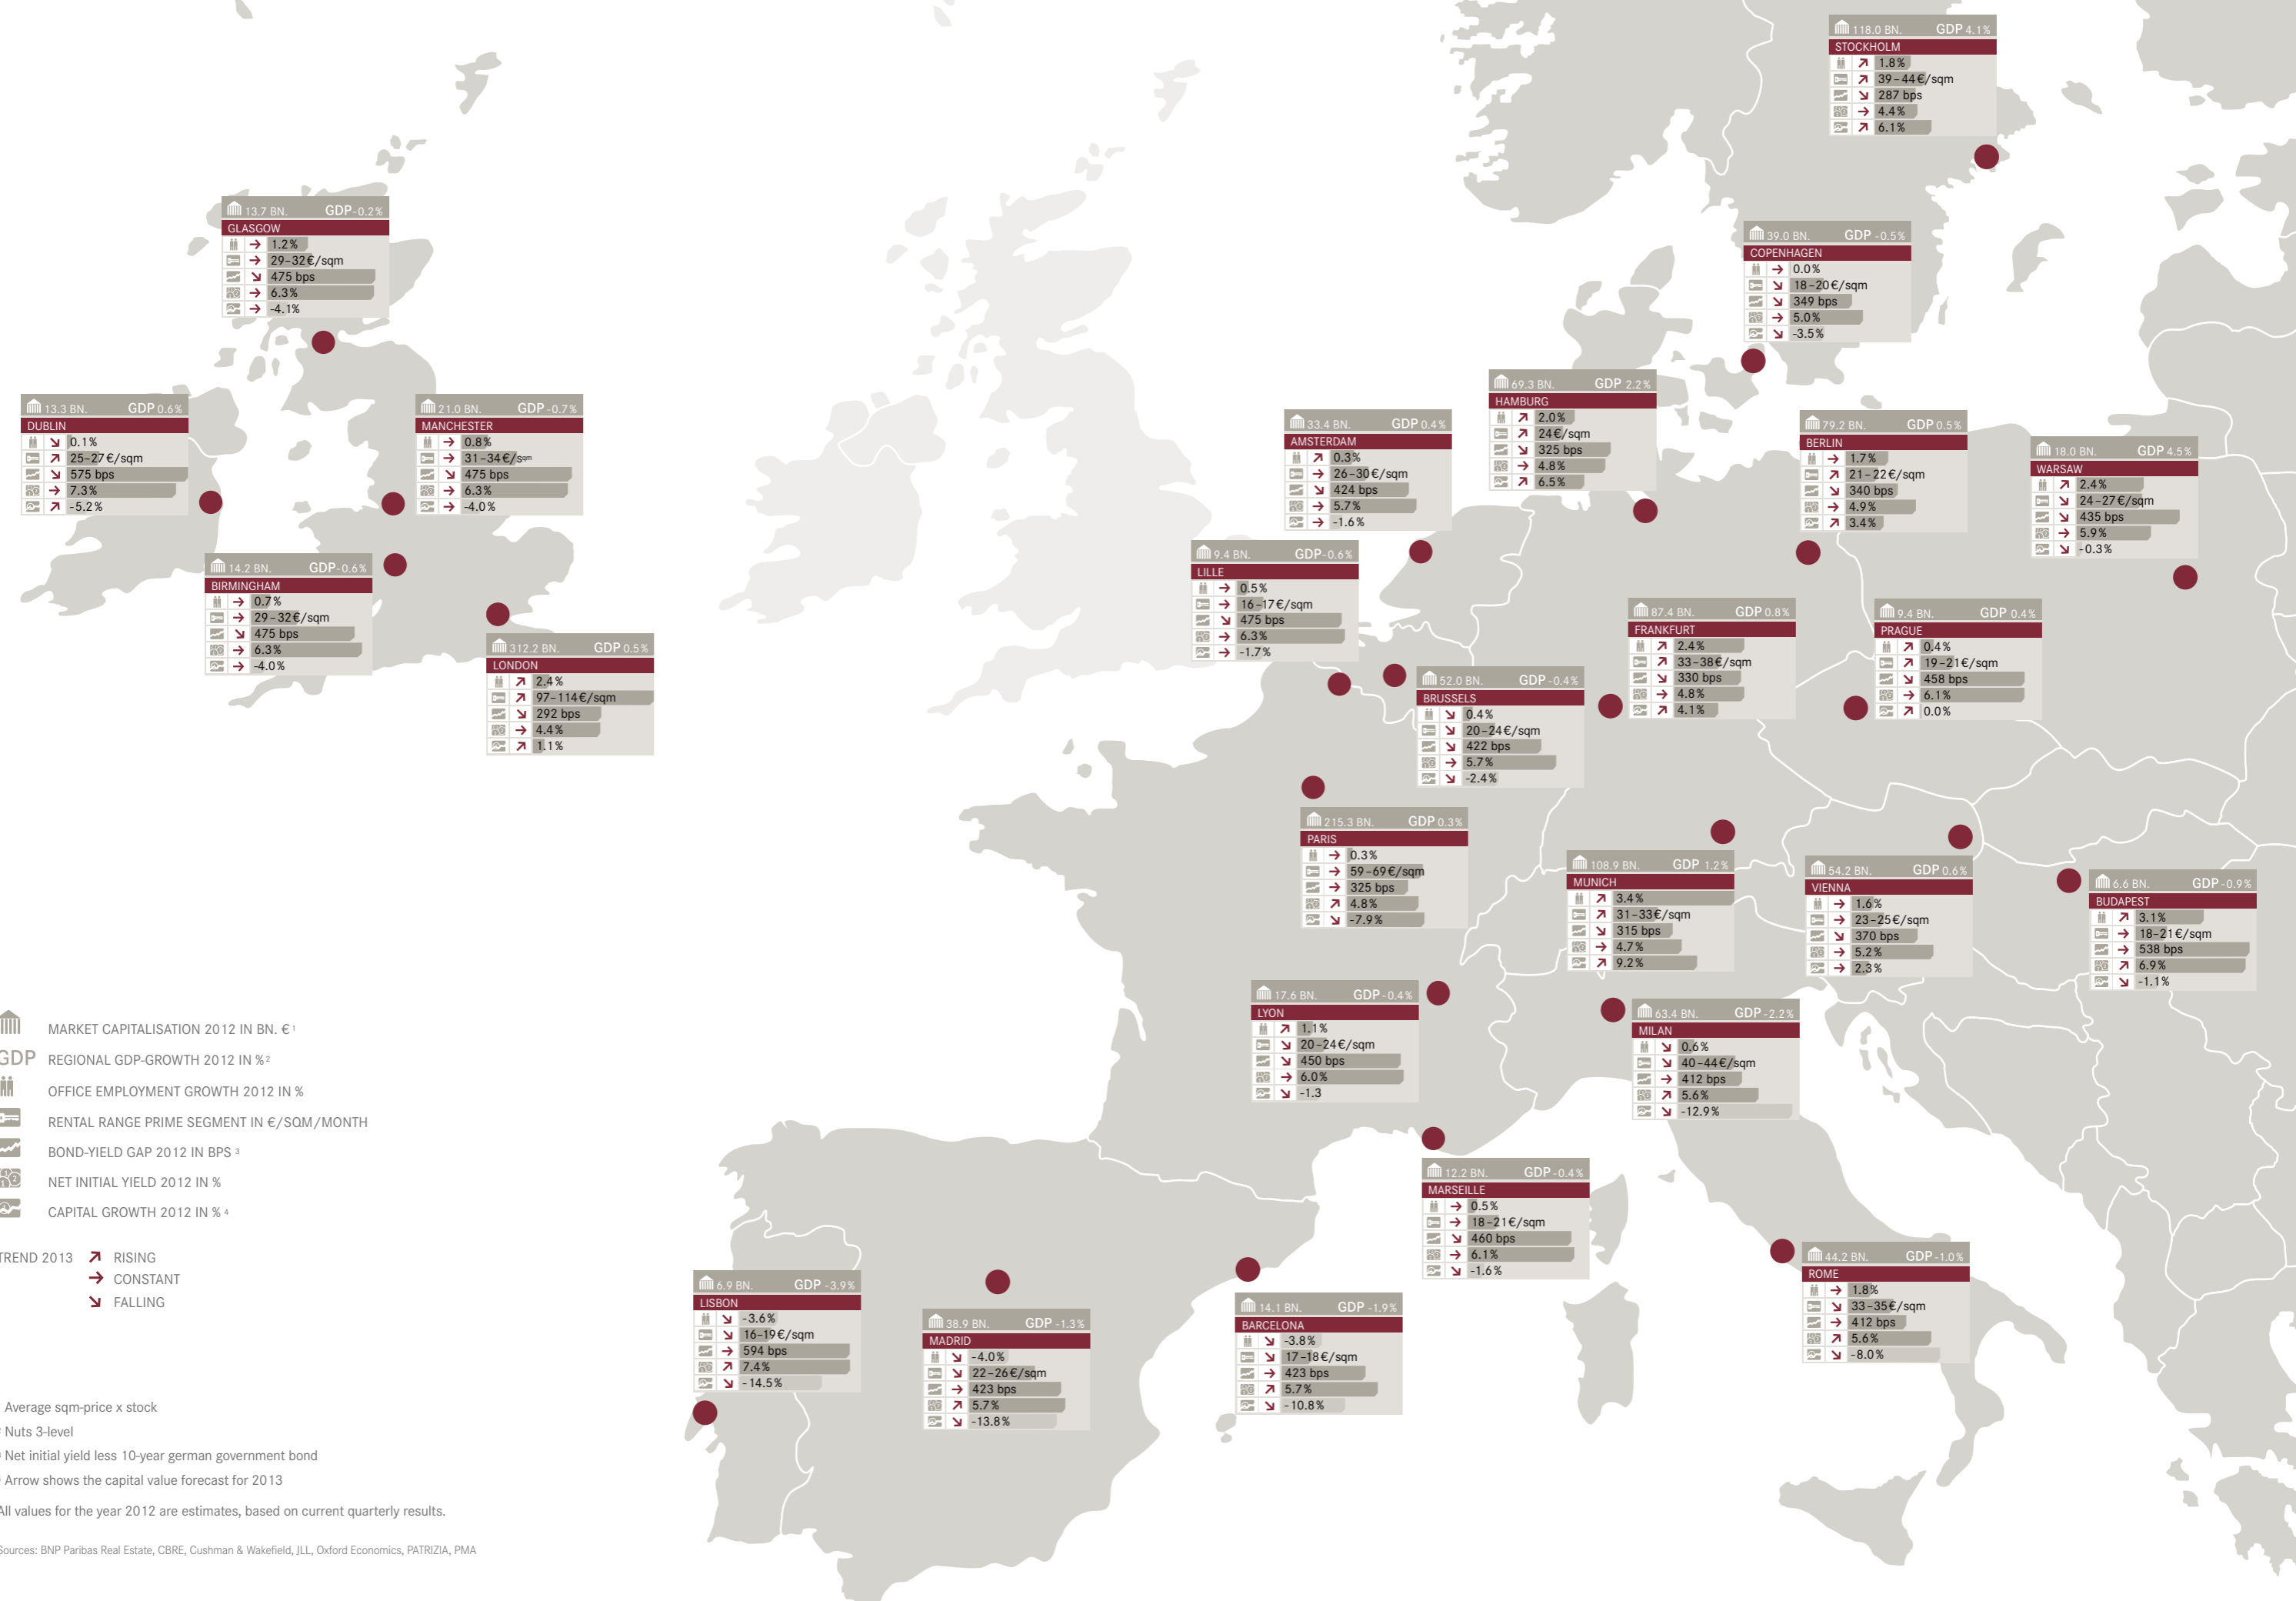 118.0 BN. GDP 4.1%
STOCKHOLM
1.8%
39–44€/sqm
287 bps
4.4%
6.1%
13.7 BN. GDP -0.2%
GLASGOW
1.2%
29–32€/sqm
475 bps
6.3%
-4.1%
39.0 BN. GDP -0.5%
COPENHAGEN
0.0%
18–20€/sqm
349 bps
5.0%
-3.5%
69.3 BN. GDP 2.2%
HAMBURG
2.0%
24€/sqm
325 bps
4.8%
6.5%
13.3 BN. GDP 0.6%
DUBLIN
0.1%
25–27€/sqm
575 bps
7.3%
-5.2%
21.0 BN. GDP -0.7%
MANCHESTER
0.8%
31–34€/sqm
475 bps
6.3%
-4.0%
33.4 BN. GDP 0.4%
AMSTERDAM
0.3%
26–30€/sqm
424 bps
5.7%
-1.6%
79.2 BN. GDP 0.5%
BERLIN
1.7%
21–22€/sqm
340 bps
4.9%
3.4%
18.0 BN. GDP 4.5%
WARSAW
2.4%
24–27€/sqm
435 bps
5.9%
-0.3%
14.2 BN. GDP -0.6%
BIRMINGHAM
0.7%
29–32€/sqm
475 bps
6.3%
-4.0%
9.4 BN. GDP -0.6%
LILLE
0.5%
16–17€/sqm
475 bps
6.3%
-1.7%
312.2 BN. GDP 0.5%
LONDON
2.4%
97–114€/sqm
292 bps
4.4%
1.1%
87.4 BN. GDP 0.8%
FRANKFURT
2.4%
33–38€/sqm
330 bps
4.8%
4.1%
9.4 BN. GDP 0.4%
PRAGUE
0.4%
19–21€/sqm
458 bps
6.1%
0.0%
52.0 BN. GDP -0.4%
BRUSSELS
0.4%
20–24€/sqm
422 bps
5.7%
-2.4%
215.3 BN. GDP 0.3%
PARIS
0.3%
59–69€/sqm
325 bps
4.8%
-7.9%
108.9 BN. GDP 1.2%
MUNICH
3.4%
31–33€/sqm
315 bps
4.7%
9.2%
54.2 BN. GDP 0.6%
VIENNA
1.6%
23–25€/sqm
370 bps
5.2%
2.3%
6.6 BN. GDP -0.9%
BUDAPEST
3.1%
18–21€/sqm
538 bps
6.9%
-1.1%
17.6 BN. GDP -0.4%
LYON
1.1%
20–24€/sqm
450 bps
6.0%
-1.3
63.4 BN. GDP -2.2%
MILAN
0.6%
40–44€/sqm
412 bps
5.6%
-12.9%
12.2 BN. GDP -0.4%
MARSEILLE
0.5%
18–21€/sqm
460 bps
6.1%
-1.6%
44.2 BN. GDP -1.0%
ROME
1.8%
33–35€/sqm
412 bps
5.6%
-8.0%
6.9 BN. GDP -3.9%
LISBON
-3.6%
16–19€/sqm
594 bps
7.4%
-14.5%
38.9 BN. GDP -1.3%
MADRID
-4.0%
22–26€/sqm
423 bps
5.7%
-13.8%
14.1 BN. GDP -1.9%
BARCELONA
-3.8%
17–18€/sqm
423 bps
5.7%
-10.8%
MARKET CAPITALISATION 2012 IN BN. € 1
GDP REGIONAL GDP-GROWTH 2012 IN % 2
OFFICE EMPLOYMENT GROWTH 2012 IN %
RENTAL RANGE PRIME SEGMENT IN €/SQM/MONTH
BOND-YIELD GAP 2012 IN BPS 3
NET INITIAL YIELD 2012 IN %
CAPITAL GROWTH 2012 IN % 4
TREND 2013 RISING
CONSTANT
FALLING
Average sqm-price x stock
Nuts 3-level
Net initial yield less 10-year german government bond
Arrow shows the capital value forecast for 2013
All values for the year 2012 are estimates, based on current quarterly results.
Sources: BNP Paribas Real Estate, CBRE, Cushman & Wakefield, JLL, Oxford Economics, PATRIZIA, PMA